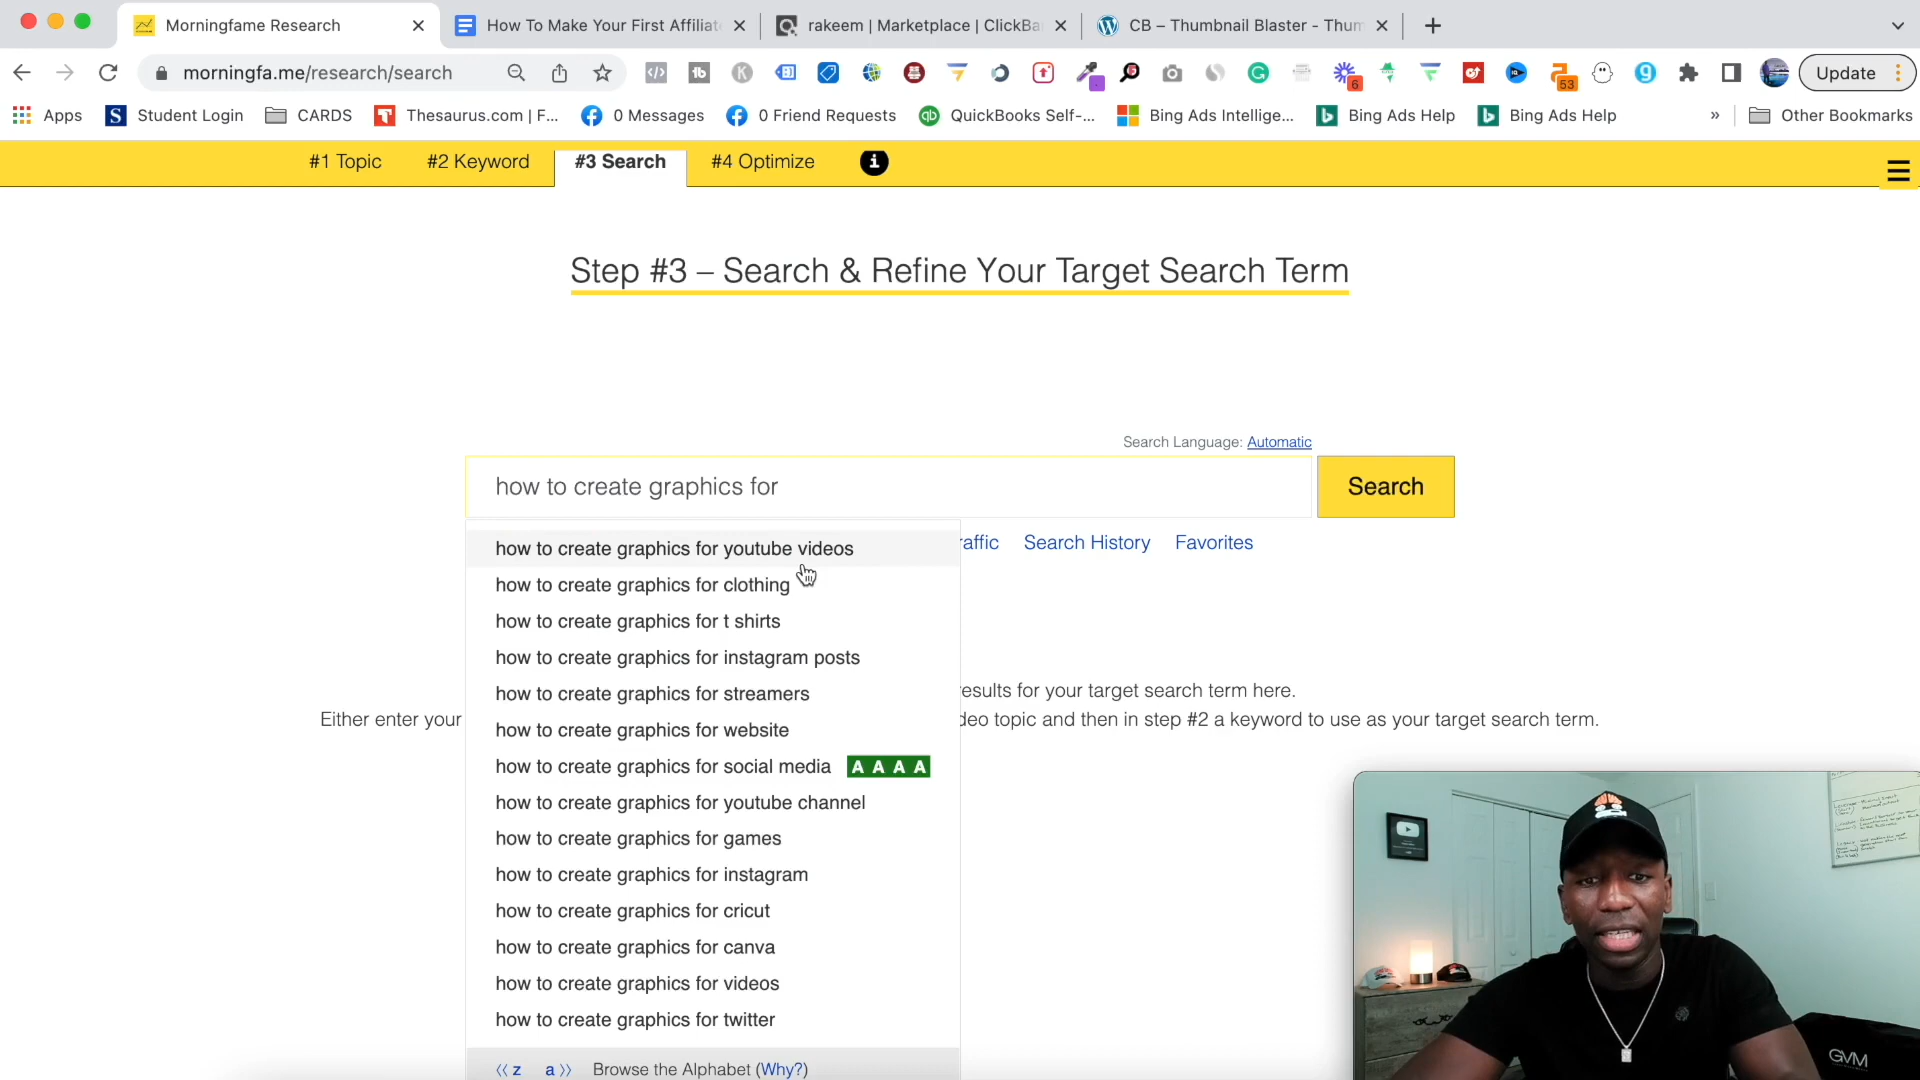 Morningfame Research
How To Make Your First Affiliat
rakeem | Marketplace | ClickBa
CB – Thumbnail Blaster - Thum
morningfa.me/research/search
6
53
Update
Apps
Student Login
CARDS
Thesaurus.com | F...
0 Messages
0 Friend Requests
QuickBooks Self-...
Bing Ads Intellige...
Bing Ads Help
Bing Ads Help
»
Other Bookmarks
#1 Topic
#2 Keyword
#3 Search
#4 Optimize
Step #3 – Search & Refine Your Target Search Term
Search Language: Automatic
how to create graphics for
Search
raffic
Search History
Favorites
how to create graphics for youtube videos
how to create graphics for clothing
how to create graphics for t shirts
how to create graphics for instagram posts
how to create graphics for streamers
how to create graphics for website
how to create graphics for social media A A A A
how to create graphics for youtube channel
how to create graphics for games
how to create graphics for instagram
how to create graphics for cricut
how to create graphics for canva
how to create graphics for videos
how to create graphics for twitter
‹‹ z a ›› Browse the Alphabet (Why?)
esults for your target search term here.
Either enter your
deo topic and then in step #2 a keyword to use as your target search term.
GVM